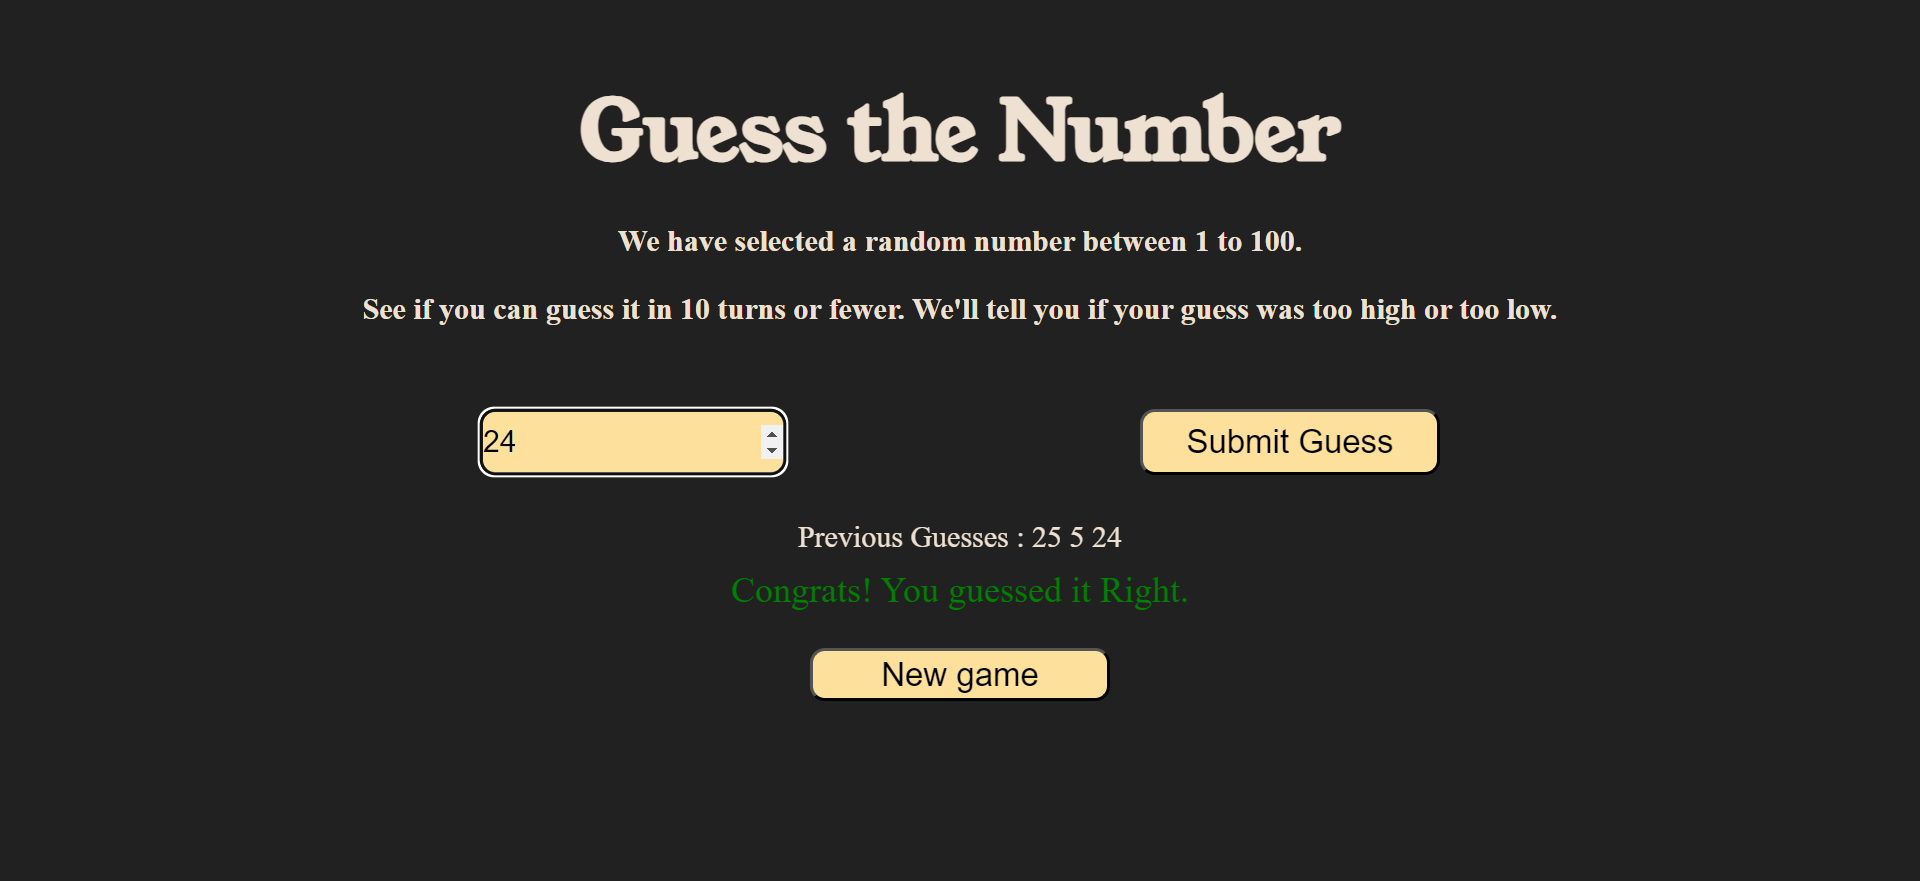 Guess the Number
We have selected a random number between 1 to 100.
See if you can guess it in 10 turns or fewer. We'll tell you if your guess was too high or too low.
24
Submit Guess
Previous Guesses : 25 5 24
Congrats! You guessed it Right.
New game